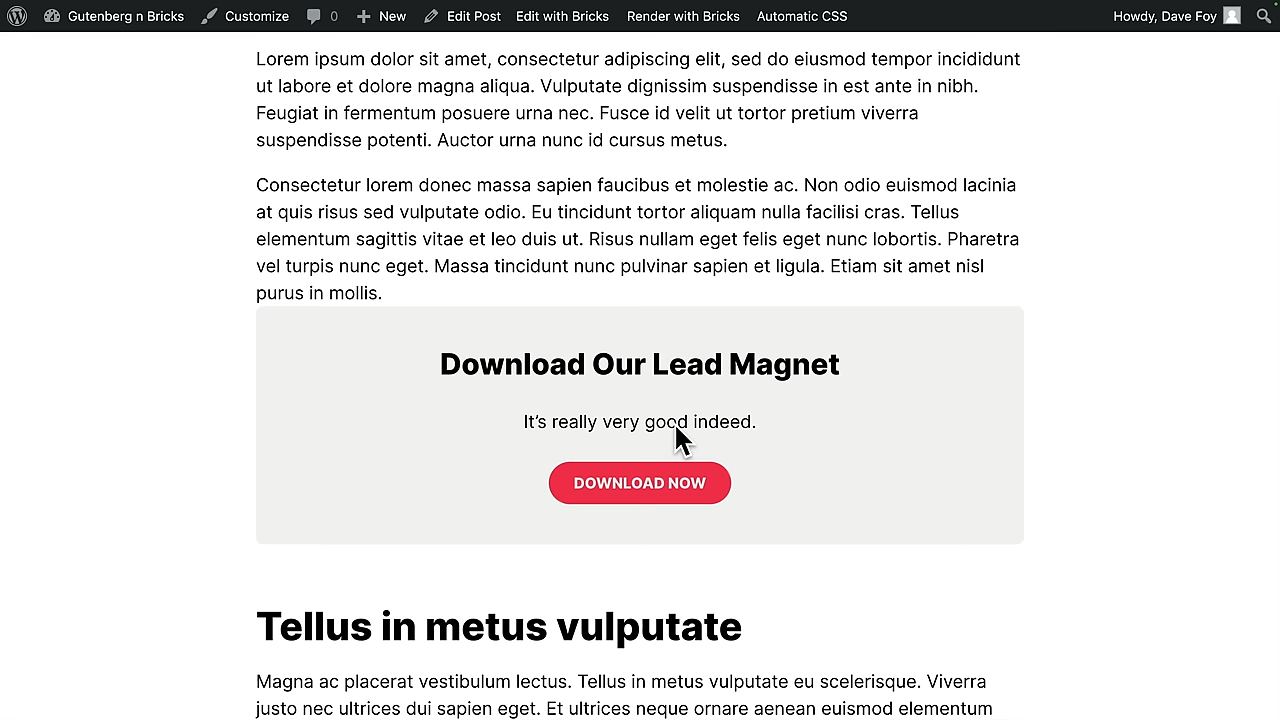 Gutenberg n Bricks Customize 0 New Edit Post Edit with Bricks Render with Bricks Automatic CSS Howdy, Dave Foy
Lorem ipsum dolor sit amet, consectetur adipiscing elit, sed do eiusmod tempor incididunt
ut labore et dolore magna aliqua. Vulputate dignissim suspendisse in est ante in nibh.
Feugiat in fermentum posuere urna nec. Fusce id velit ut tortor pretium viverra
suspendisse potenti. Auctor urna nunc id cursus metus.
Consectetur lorem donec massa sapien faucibus et molestie ac. Non odio euismod lacinia
at quis risus sed vulputate odio. Eu tincidunt tortor aliquam nulla facilisi cras. Tellus
elementum sagittis vitae et leo duis ut. Risus nullam eget felis eget nunc lobortis. Pharetra
vel turpis nunc eget. Massa tincidunt nunc pulvinar sapien et ligula. Etiam sit amet nisl
purus in mollis.
Download Our Lead Magnet
It’s really very good indeed.
DOWNLOAD NOW
Tellus in metus vulputate
Magna ac placerat vestibulum lectus. Tellus in metus vulputate eu scelerisque. Viverra
justo nec ultrices dui sapien eget. Et ultrices neque ornare aenean euismod elementum